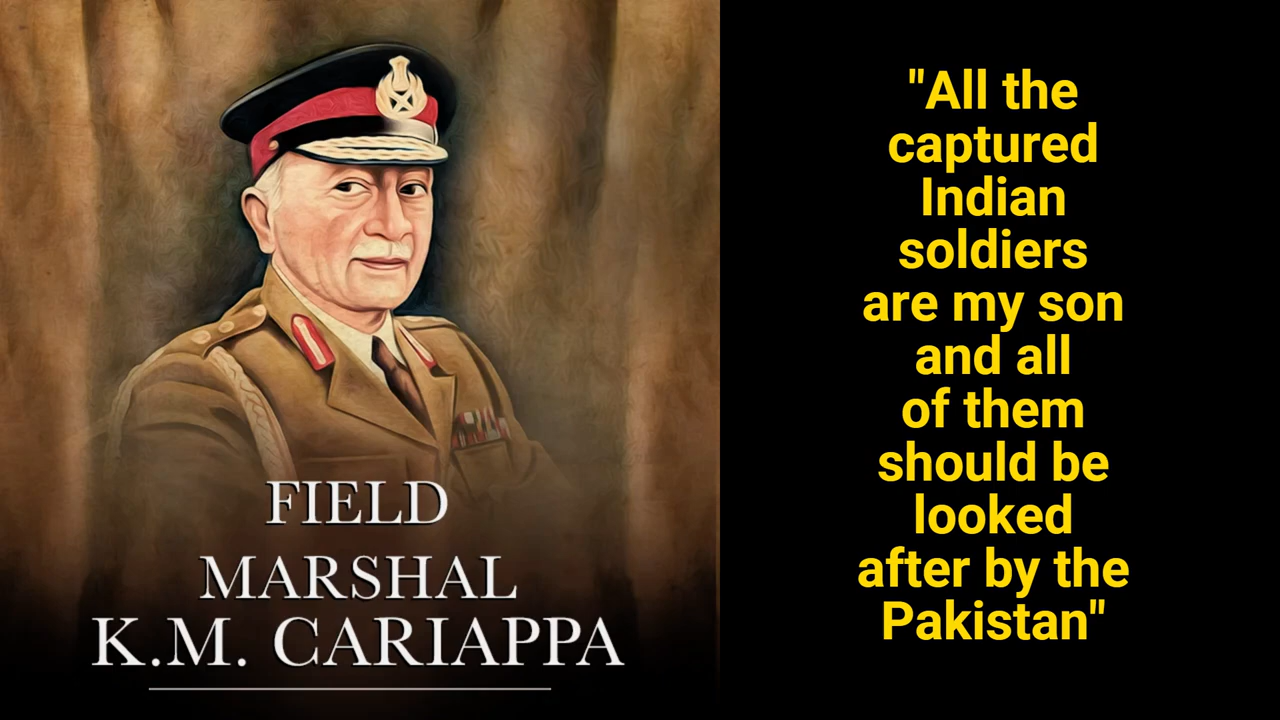 FIELD
MARSHAL
K.M. CARIAPPA
"All the
captured
Indian
soldiers
are my son
and all
of them
should be
looked
after by the
Pakistan"